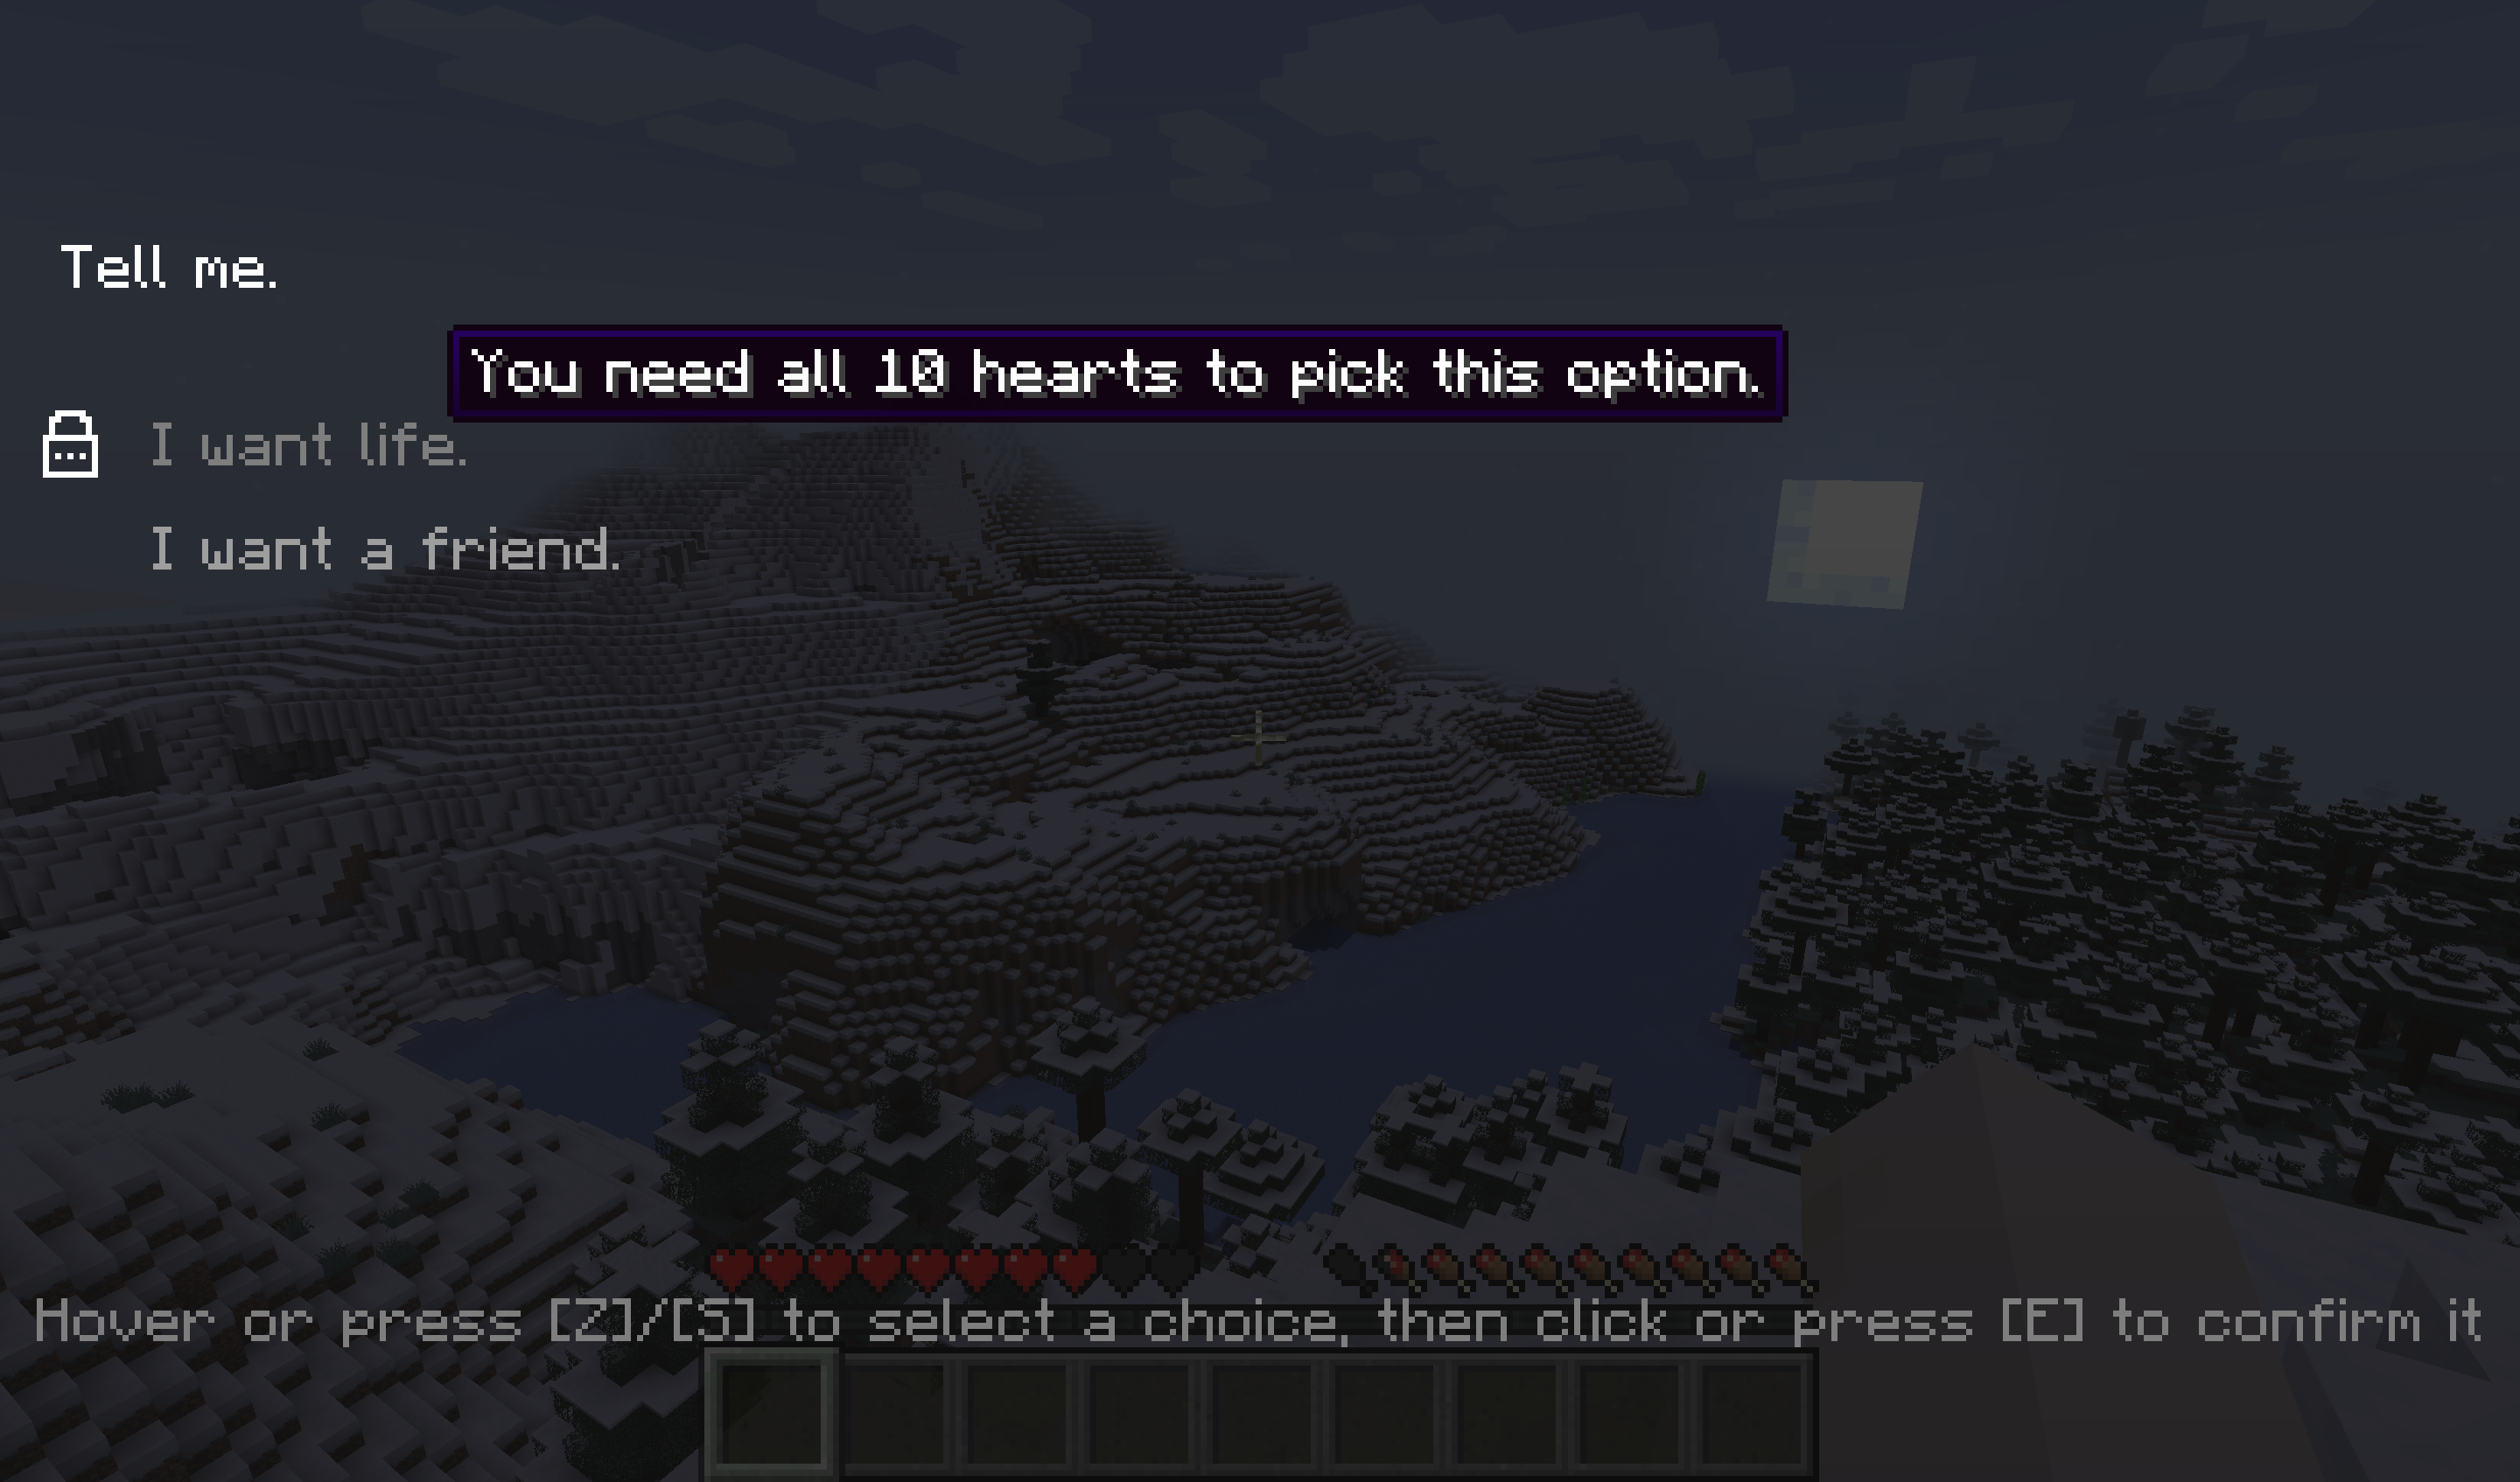 Tell me.
You need all 10 hearts to pick this option.
I want life.
I want a friend.
Hover or press [Z]/[S] to select a choice, then click or press [E] to confirm it